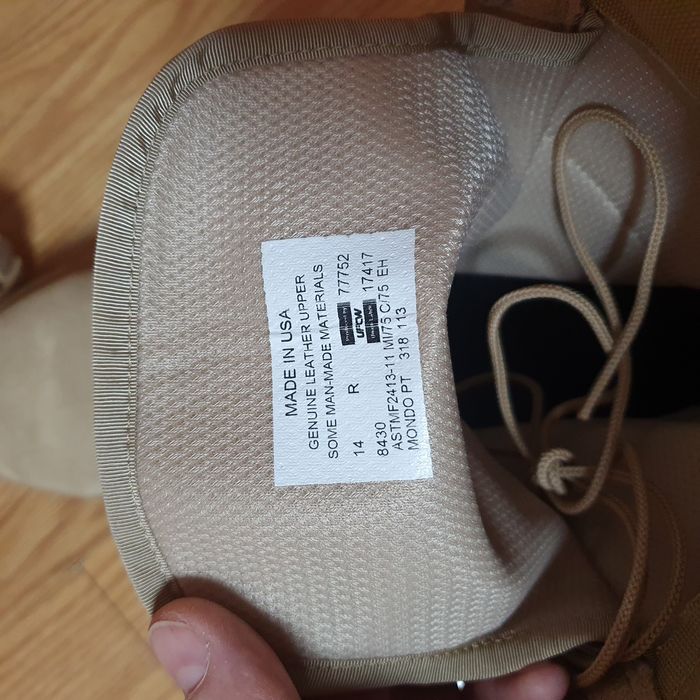 MADE IN USA
GENUINE LEATHER UPPER
SOME MAN-MADE MATERIALS
14 R UFCW 77752
8430 17417
ASTMF2413-11 MI/75 C/75 EH
MONDO PT 318 113